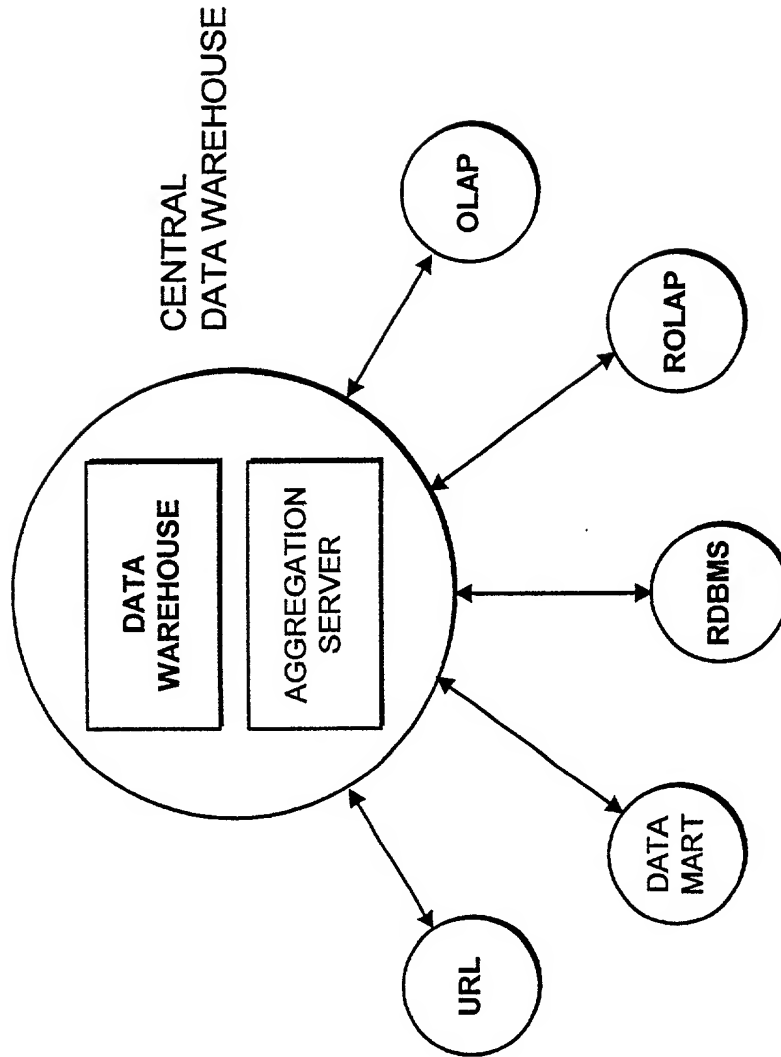 CENTRAL
DATA WAREHOUSE
DATA
WAREHOUSE
AGGREGATION
SERVER
URL
DATA
MART
RDBMS
ROLAP
OLAP